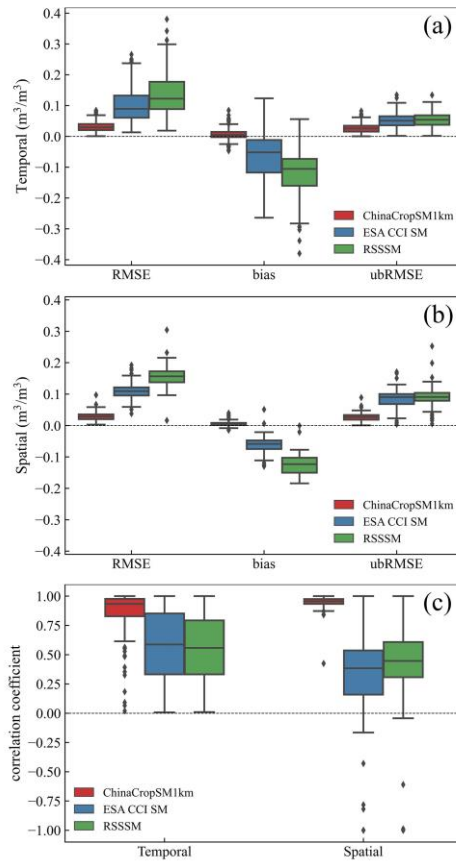 (a)
Temporal (m³/m³)
0.4
0.3
0.2
0.1
0.0
−0.1
−0.2
−0.3
−0.4
ChinaCropSM1km
ESA CCI SM
RSSSM
RMSE bias ubRMSE
(b)
Spatial (m³/m³)
0.4
0.3
0.2
0.1
0.0
−0.1
−0.2
−0.3
−0.4
ChinaCropSM1km
ESA CCI SM
RSSSM
RMSE bias ubRMSE
(c)
correlation coefficient
1.00
0.75
0.50
0.25
0.00
−0.25
−0.50
−0.75
−1.00
ChinaCropSM1km
ESA CCI SM
RSSSM
Temporal Spatial